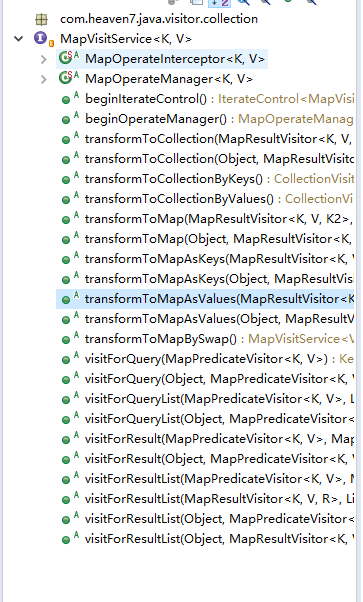 com.heaven7.java.visitor.collection
MapVisitService<K, V>
MapOperateInterceptor<K, V>
MapOperateManager<K, V>
beginIterateControl() : IterateControl<MapVisi
beginOperateManager() : MapOperateManag
transformToCollection(MapResultVisitor<K, V,
transformToCollection(Object, MapResultVisito
transformToCollectionByKeys() : CollectionVisit
transformToCollectionByValues() : CollectionV
transformToMap(MapResultVisitor<K, V, K2>,
transformToMap(Object, MapResultVisitor<K,
transformToMapAsKeys(MapResultVisitor<K, V
transformToMapAsKeys(Object, MapResultVisi
transformToMapAsValues(MapResultVisitor<K
transformToMapAsValues(Object, MapResultV
transformToMapBySwap() : MapVisitService<V
visitForQuery(MapPredicateVisitor<K, V>) : Ke
visitForQuery(Object, MapPredicateVisitor<K, V
visitForQueryList(MapPredicateVisitor<K, V>, L
visitForQueryList(Object, MapPredicateVisitor<
visitForResult(MapPredicateVisitor<K, V>, Map
visitForResult(Object, MapPredicateVisitor<K, V
visitForResultList(MapPredicateVisitor<K, V>, M
visitForResultList(MapResultVisitor<K, V, R>, Li
visitForResultList(Object, MapPredicateVisitor<
visitForResultList(Object, MapResultVisitor<K, V